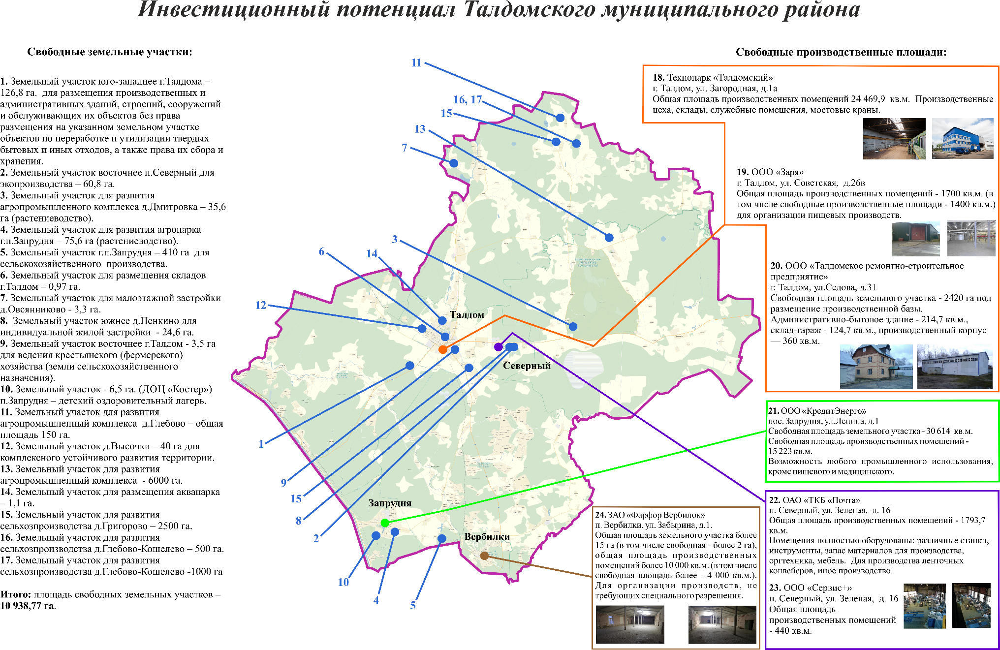 Инвестиционный потенциал Талдомского муниципального района
Свободные земельные участки:
1. Земельный участок юго-западнее г.Талдома –
126,8 га. для размещения производственных и
административных зданий, строений, сооружений
и обслуживающих их объектов без права
размещения на указанном земельном участке
объектов по переработке и утилизации твердых
бытовых и иных отходов, а также права их сбора и
хранения.
2. Земельный участок восточнее п.Северный для
экопроизводства – 60,8 га.
3. Земельный участок для развития
агропромышленного комплекса д.Дмитровка – 35,6
га (растениеводство).
4. Земельный участок для развития агропарка
г.п.Запрудня – 75,6 га (растениеводство).
5. Земельный участок г.п.Запрудня – 410 га для
сельскохозяйственного производства.
6. Земельный участок для размещения складов
г.Талдом – 0,97 га.
7. Земельный участок для малоэтажной застройки
д.Овсянниково - 3,3 га.
8. Земельный участок южнее д.Пенкино для
индивидуальной жилой застройки - 24,6 га.
9. Земельный участок восточнее г.Талдом - 3,5 га
для ведения крестьянского (фермерского)
хозяйства (земли сельскохозяйственного
назначения).
10. Земельный участок - 6,5 га. (ДОЦ «Костер»)
п.Запрудня – детский оздоровительный лагерь.
11. Земельный участок для развития
агропромышленный комплекса д.Глебово – общая
площадь 150 га.
12. Земельный участок д.Высочки – 40 га для
комплексного устойчивого развития территории.
13. Земельный участок для развития
агропромышленный комплекса - 6000 га.
14. Земельный участок для размещения аквапарка
– 1,1 га.
15. Земельный участок для развития
сельхозпроизводства д.Григорово – 2500 га.
16. Земельный участок для развития
сельхозпроизводства д.Глебово-Кошелево – 500 га.
17. Земельный участок для развития
сельхозпроизводства д.Глебово-Кошелево -1000 га
Итого: площадь свободных земельных участков –
10 938,77 га.
11
16, 17
15
13
7
3
6
14
12
Талдом
Северный
1
9
15
8
2
Запрудня
Вербилки
10
4
5
Свободные производственные площади:
18. Технопарк «Талдомский»
г. Талдом, ул. Загородная, д.1а
Общая площадь производственных помещений 24 469,9 кв.м. Производственные
цеха, склады, служебные помещения, мостовые краны.
19. ООО «Заря»
г. Талдом, ул. Советская, д.26в
Общая площадь производственных помещений - 1700 кв.м. (в
том числе свободные производственные площади - 1400 кв.м.)
для организации пищевых производств.
20. ООО «Талдомское ремонтно-строительное
предприятие»
г. Талдом, ул.Седова, д.31
Свободная площадь земельного участка - 2420 га под
размещение производственной базы.
Административно-бытовое здание - 214,7 кв.м.,
склад-гараж - 124,7 кв.м., производственный корпус
— 360 кв.м.
21. ООО «КредитЭнерго»
пос. Запрудня, ул.Ленина, д.1
Свободная площадь земельного участка - 30 614 кв.м.
Свободная площадь производственных помещений -
15 223 кв.м.
Возможность любого промышленного использования,
кроме пищевого и медицинского.
22. ОАО «ТКБ «Почта»
п. Северный, ул. Зеленая, д. 16
Общая площадь производственных помещений - 1793,7
кв.м.
Помещения полностью оборудованы: различные станки,
инструменты, запас материалов для производства,
оргтехника, мебель. Для производства ленточных
конвейеров, иное производство.
23. ООО «Сервис+»
п. Северный, ул. Зеленая, д. 16
Общая площадь
производственных помещений
- 440 кв.м.
24. ЗАО «Фарфор Вербилок»
п. Вербилки, ул. Забырина, д.1.
Общая площадь земельного участка более
15 га (в том числе свободная - более 2 га),
общая площадь производственных
помещений более 10 000 кв.м. (в том числе
свободная площадь более - 4 000 кв.м.).
Для организации производств, не
требующих специального разрешения.